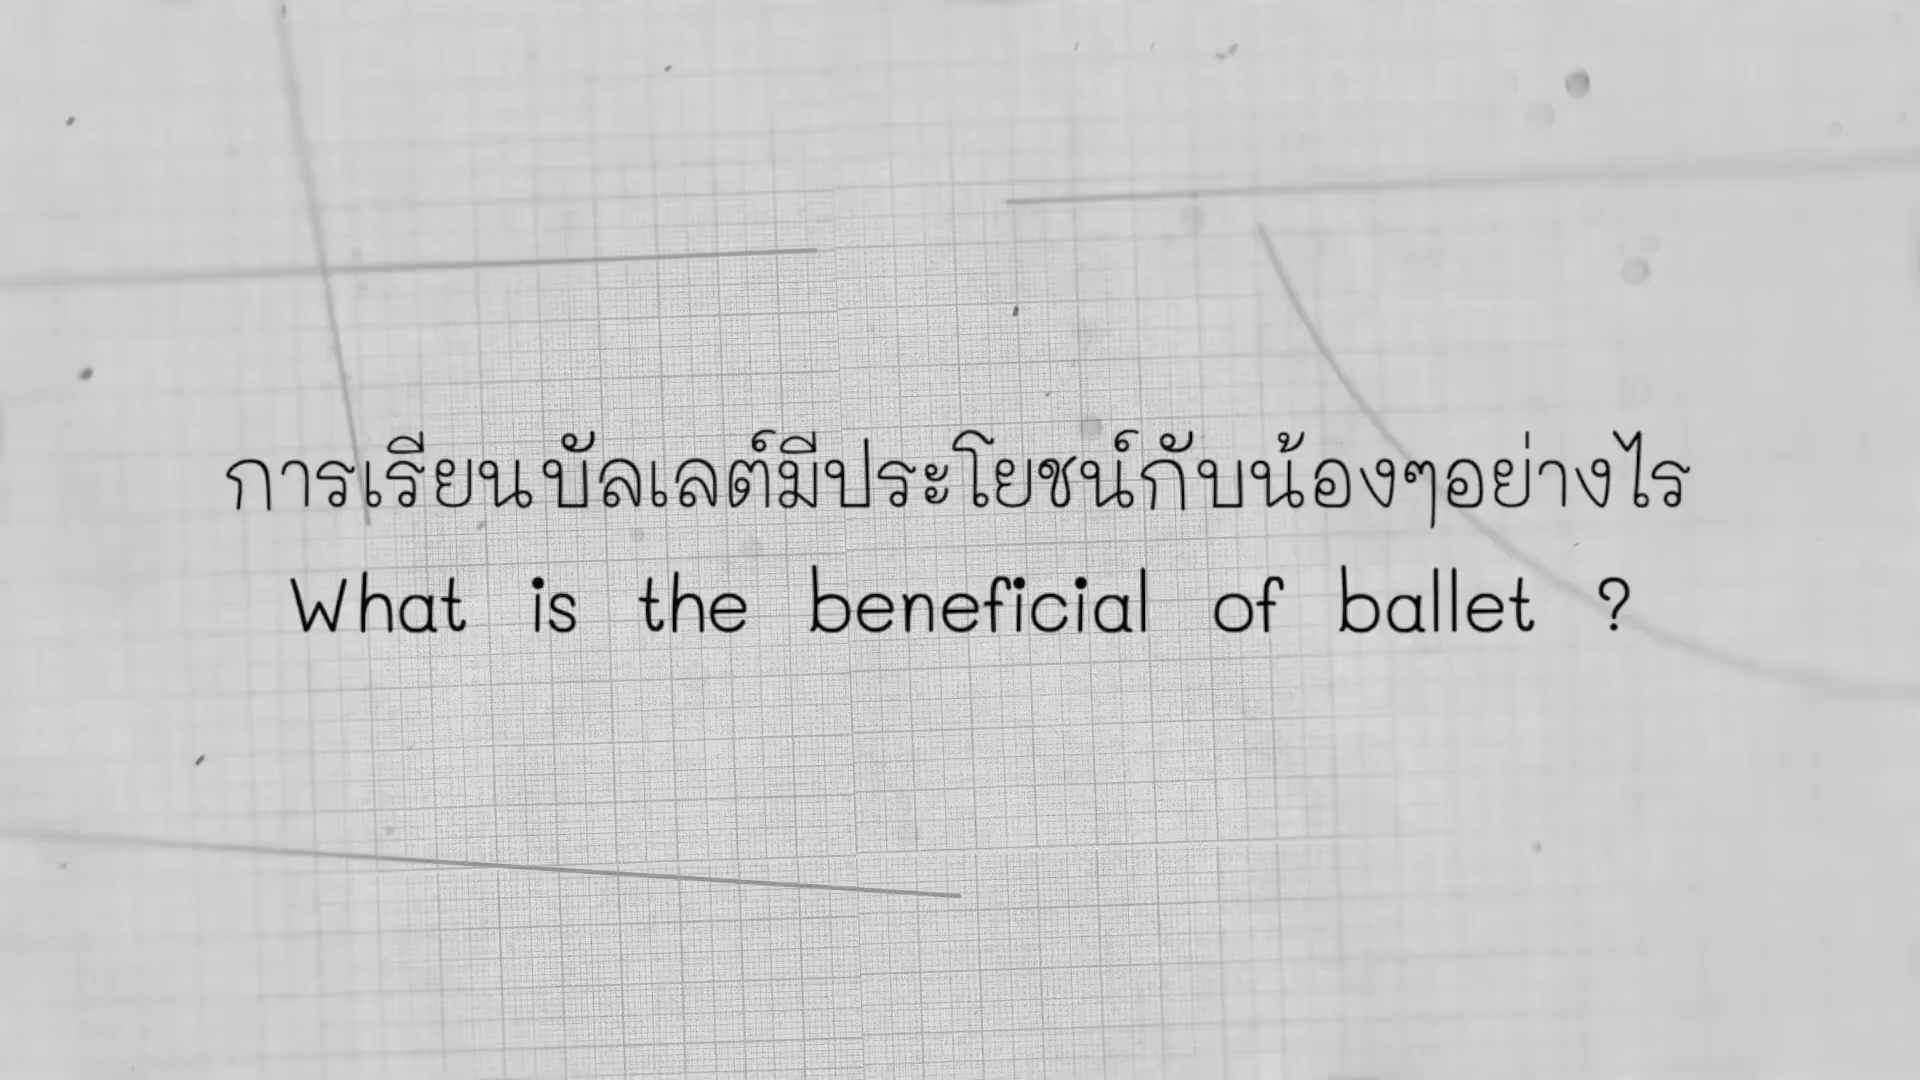 การเรียนบัลเลต์มีประโยชน์กับน้องๆอย่างไร
What is the beneficial of ballet ?